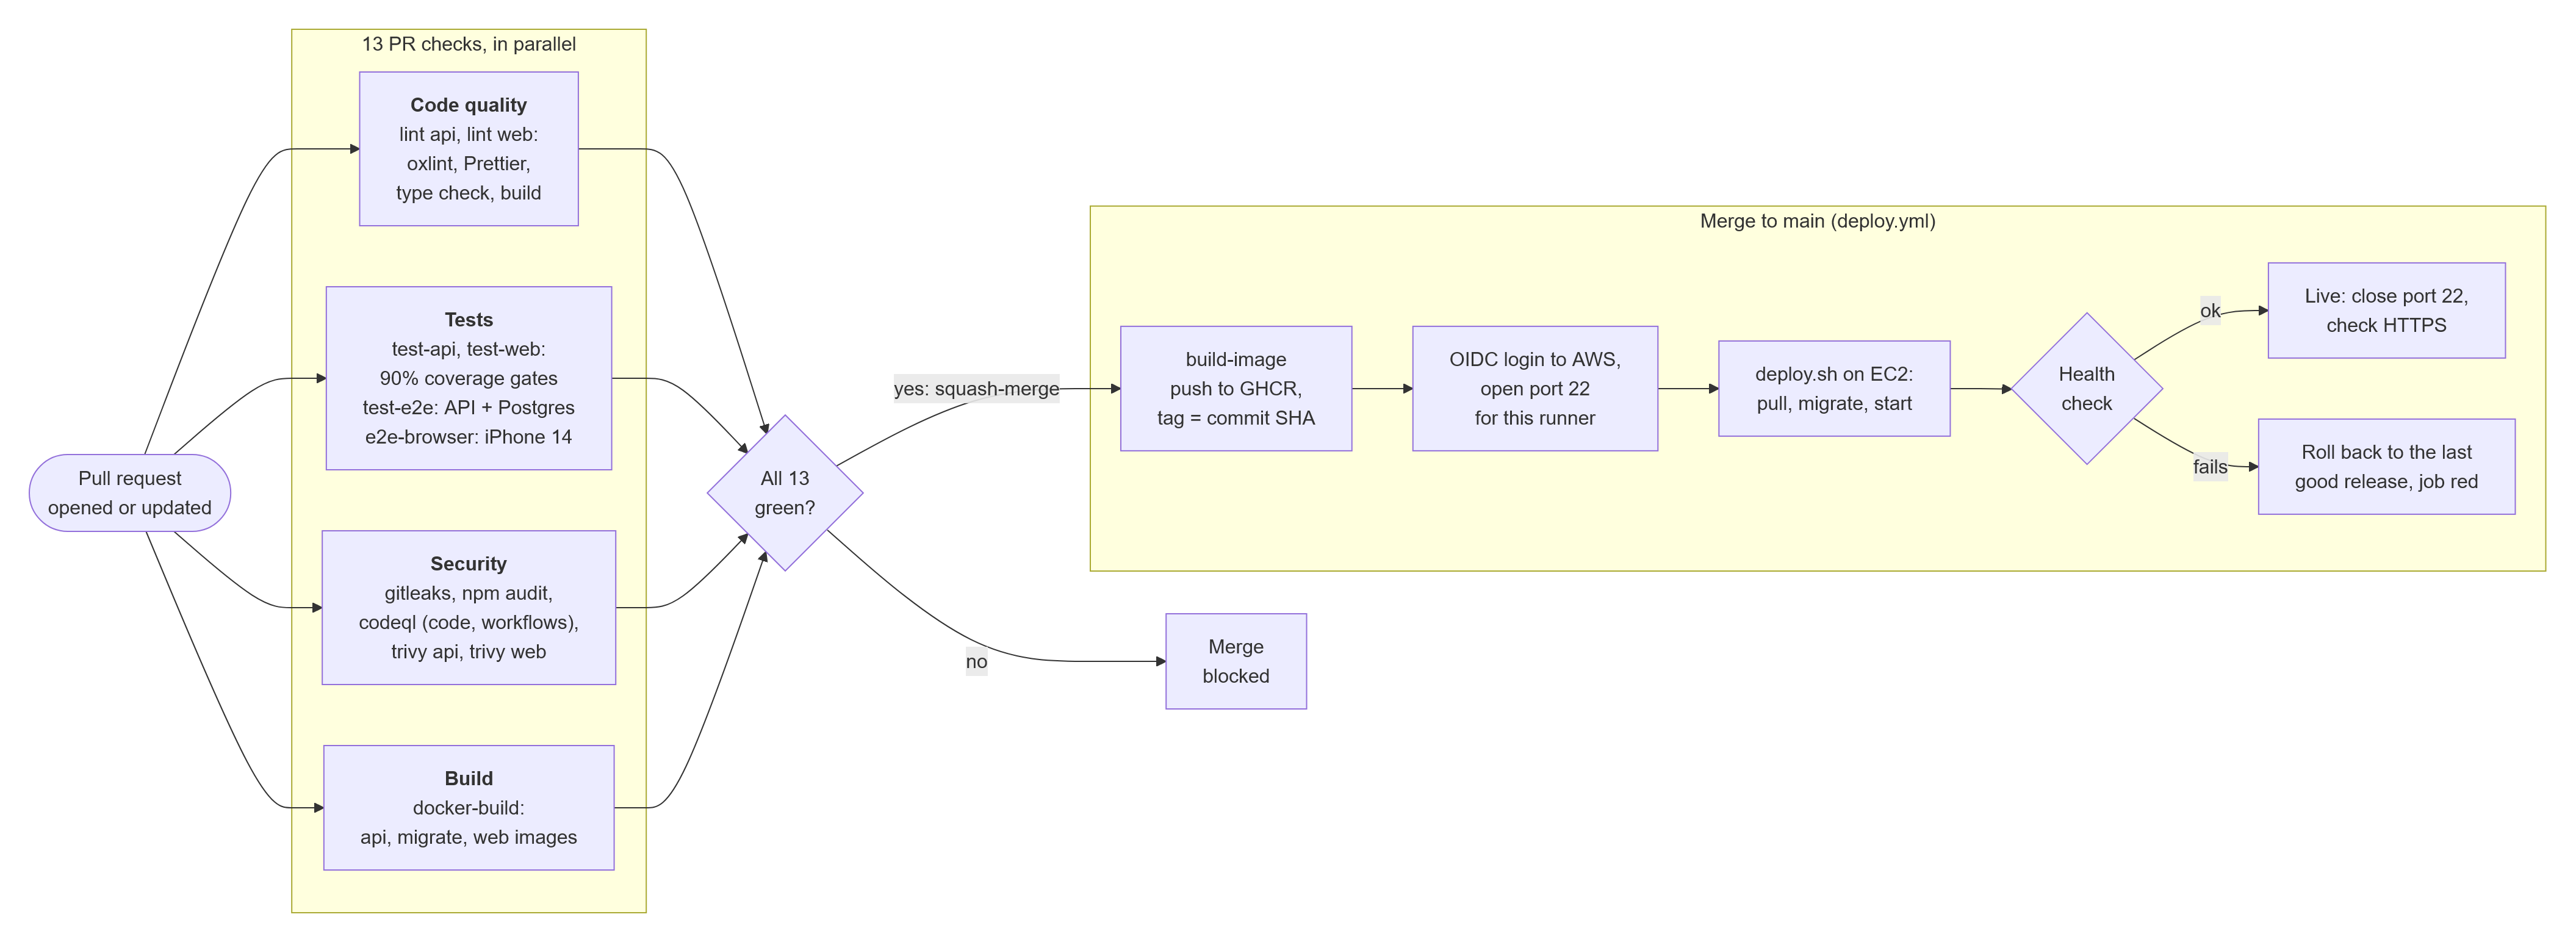 13 PR checks, in parallel
Code quality
lint api, lint web:
oxlint, Prettier,
type check, build
Tests
test-api, test-web:
90% coverage gates
test-e2e: API + Postgres
e2e-browser: iPhone 14
Security
gitleaks, npm audit,
codeql (code, workflows),
trivy api, trivy web
Build
docker-build:
api, migrate, web images
Pull request
opened or updated
All 13
green?
yes: squash-merge
no
Merge
blocked
Merge to main (deploy.yml)
build-image
push to GHCR,
tag = commit SHA
OIDC login to AWS,
open port 22
for this runner
deploy.sh on EC2:
pull, migrate, start
Health
check
ok
Live: close port 22,
check HTTPS
fails
Roll back to the last
good release, job red